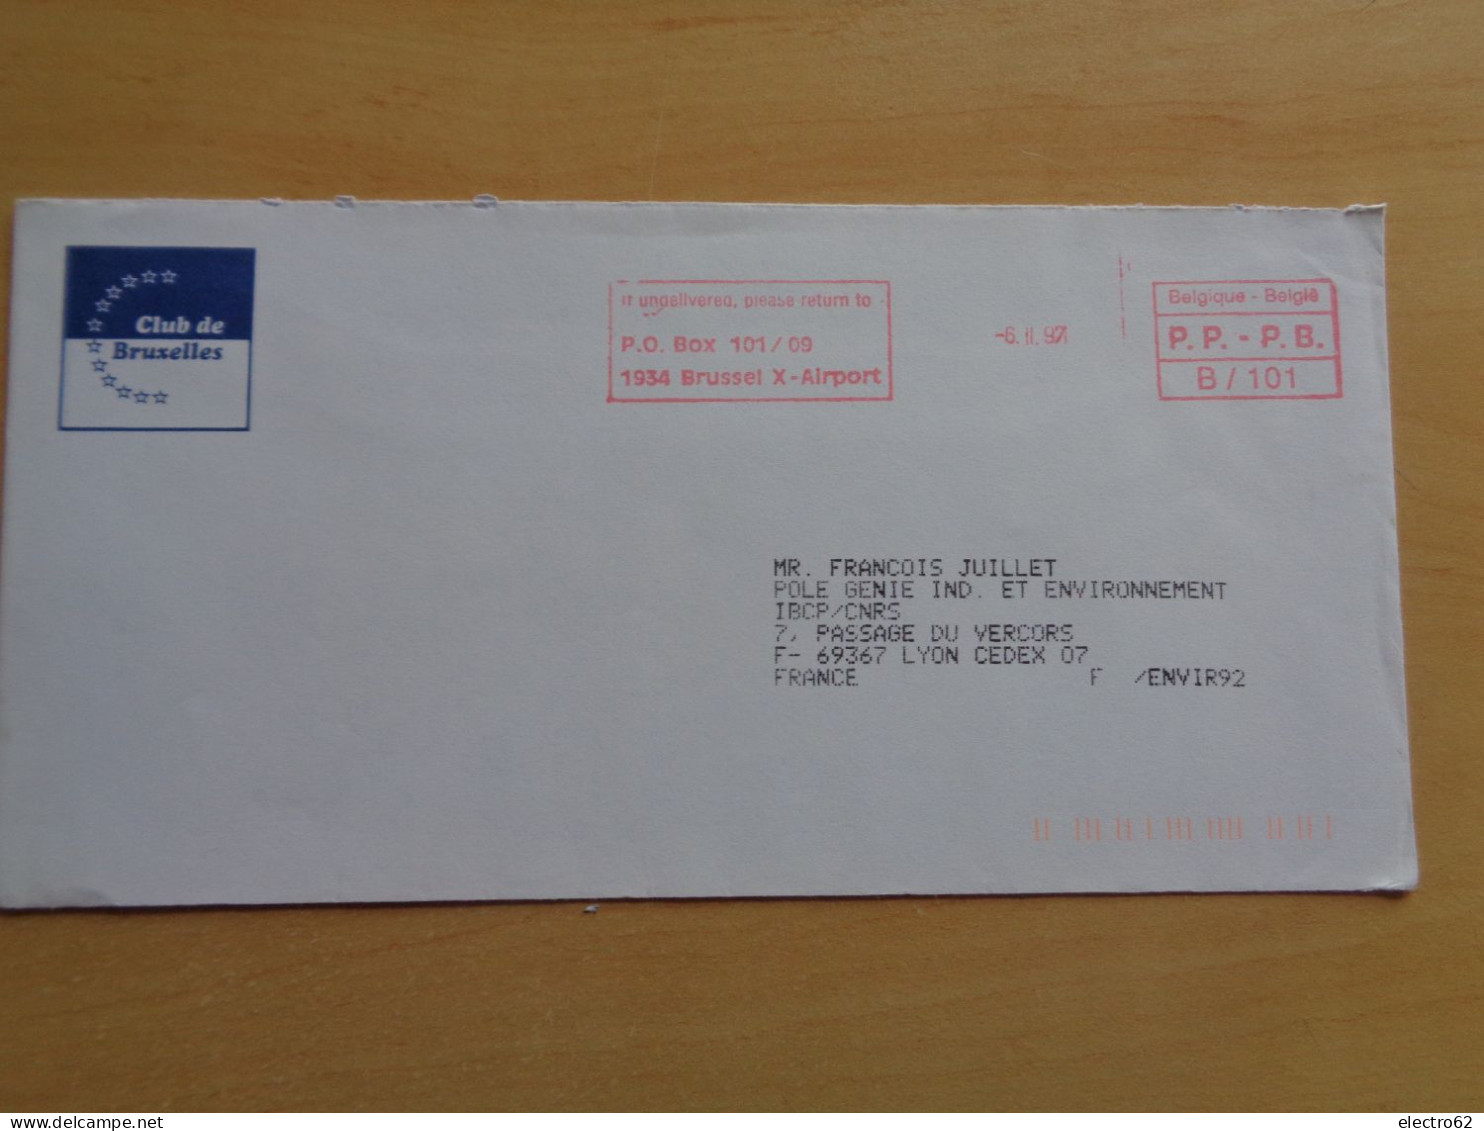 Club de
Bruxelles
If undelivered, please return to
P.O. Box 101/09
1934 Brussel X-Airport
-6.II.97
Belgique - België
P.P. - P.B.
B / 101
MR. FRANCOIS JUILLET
POLE GENIE IND. ET ENVIRONNEMENT
IBCP/CNRS
7, PASSAGE DU VERCORS
F- 69367 LYON CEDEX 07
FRANCE F /ENVIR92
delcampe.net
electro62